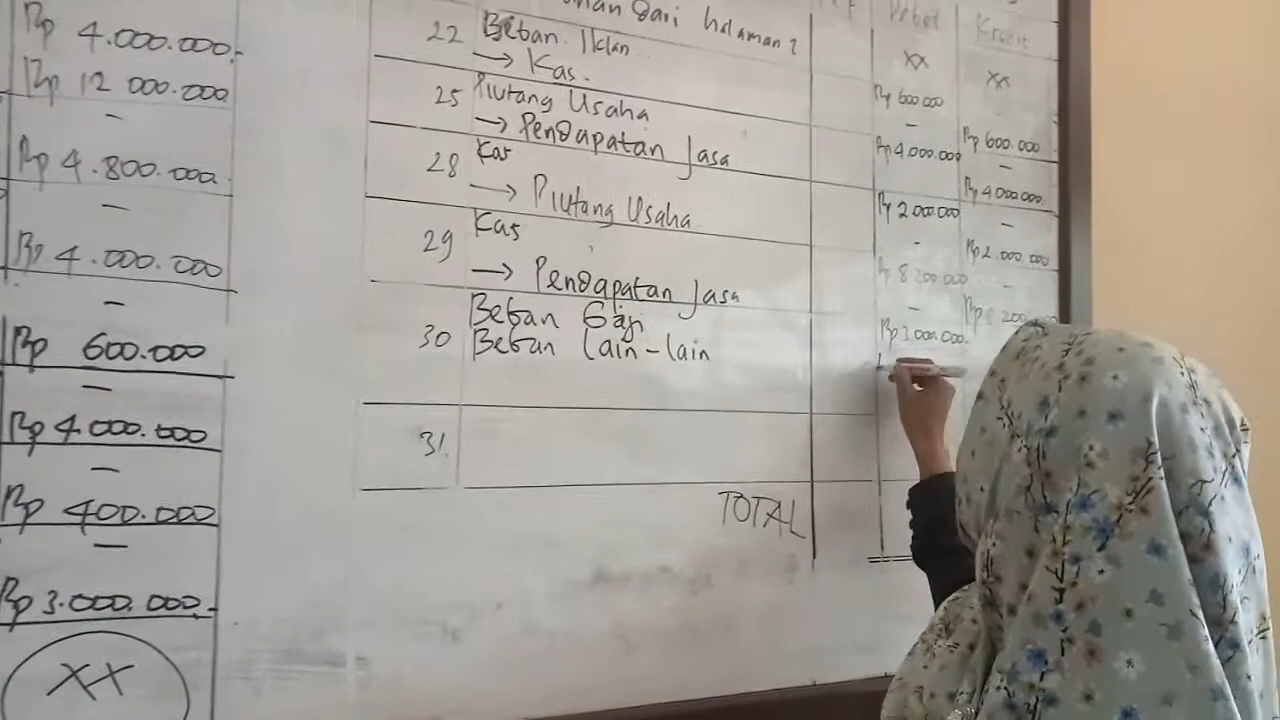 Rp 4.000.000,-
Rp 12 000.000
-
Rp 4.800.000
-
Rp 4.000.000
-
Rp 600.000
-
Rp 4.000.000
-
Rp 400.000
-
Rp 3.000.000,-
XX
dari halaman 1
22 Beban Iklan
→ Kas.
25 Piutang Usaha
→ Pendapatan Jasa
28 Kas
→ Piutang Usaha
29 Kas
→ Pendapatan Jasa
30 Beban Gaji
Beban Lain-lain
31.
TOTAL
Debet
XX
Rp 600.000
-
Rp 4.000.000
Rp 2.000.000
-
Rp 8 200.000
-
Rp 3.000.000.
Kredit
XX
Rp 600.000
-
Rp 4.000.000
-
Rp 2.000.000
-